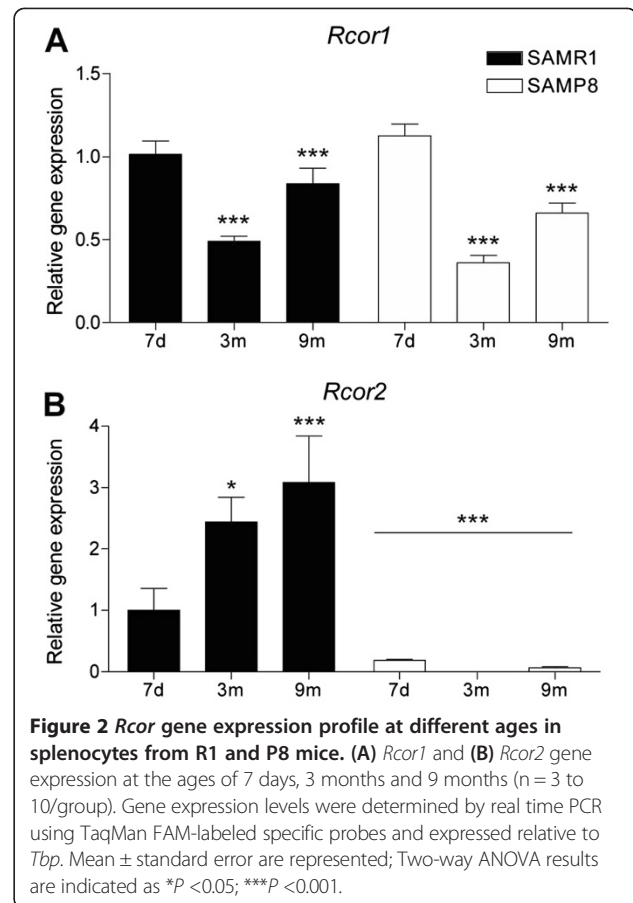 A
Rcor1
SAMR1
SAMP8
Relative gene expression
1.5
1.0
0.5
0.0
***
***
***
***
7d 3m 9m 7d 3m 9m
B
Rcor2
Relative gene expression
4
3
2
1
0
*
***
***
7d 3m 9m 7d 3m 9m
Figure 2 Rcor gene expression profile at different ages in
splenocytes from R1 and P8 mice. (A) Rcor1 and (B) Rcor2 gene
expression at the ages of 7 days, 3 months and 9 months (n = 3 to
10/group). Gene expression levels were determined by real time PCR
using TaqMan FAM-labeled specific probes and expressed relative to
Tbp. Mean ± standard error are represented; Two-way ANOVA results
are indicated as *P <0.05; ***P <0.001.